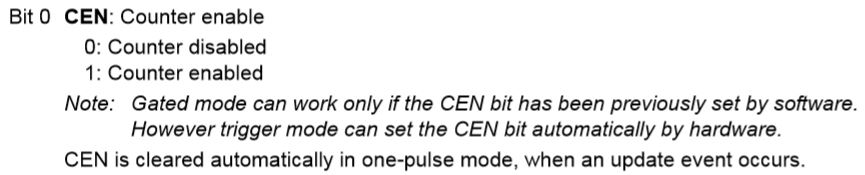 Bit 0 CEN: Counter enable
0: Counter disabled
1: Counter enabled
Note: Gated mode can work only if the CEN bit has been previously set by software.
However trigger mode can set the CEN bit automatically by hardware.
CEN is cleared automatically in one-pulse mode, when an update event occurs.